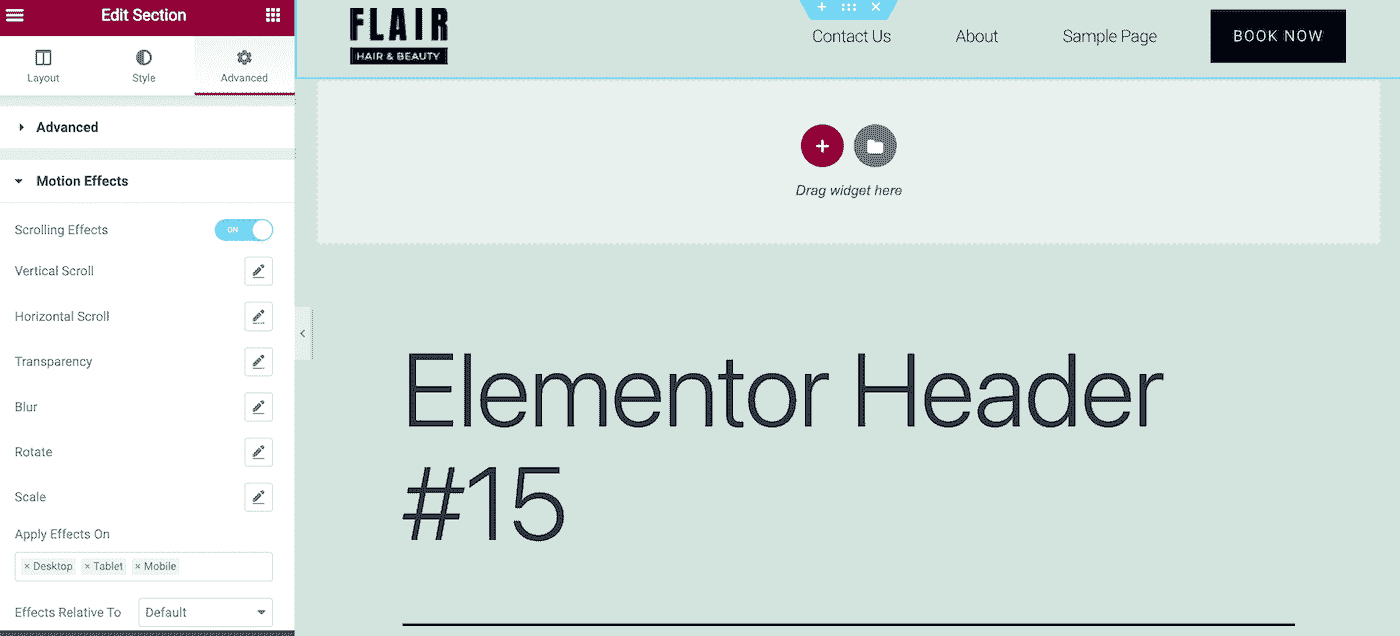 Edit Section
Layout
Style
Advanced
Advanced
Motion Effects
Scrolling Effects
ON
Vertical Scroll
Horizontal Scroll
Transparency
Blur
Rotate
Scale
Apply Effects On
× Desktop × Tablet × Mobile
Effects Relative To Default
FLAIR
HAIR & BEAUTY
Contact Us
About
Sample Page
BOOK NOW
Drag widget here
Elementor Header
#15